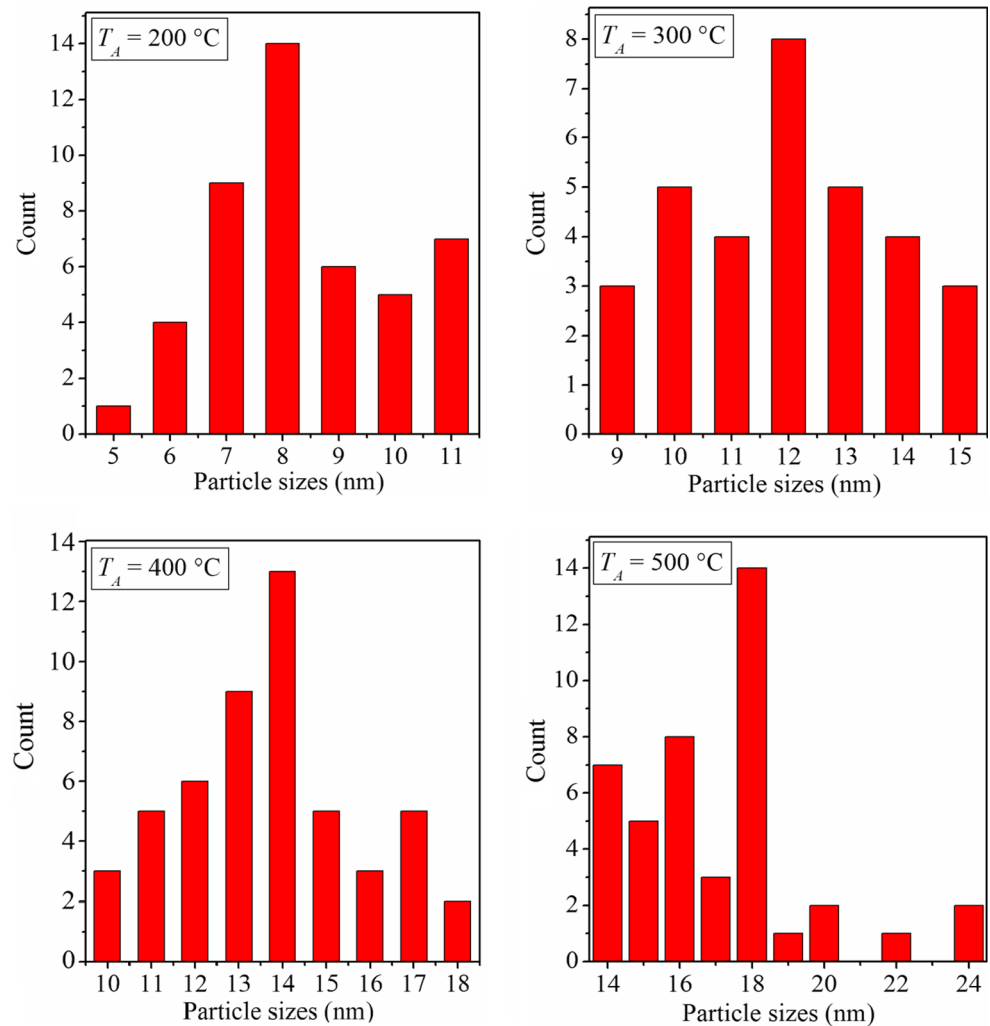 T_A = 200 °C
14
12
10
8
6
4
2
0
Count
5 6 7 8 9 10 11
Particle sizes (nm)
T_A = 300 °C
8
7
5
4
3
2
1
0
Count
9 10 11 12 13 14 15
Particle sizes (nm)
T_A = 400 °C
14
12
10
8
6
4
2
0
Count
10 11 12 13 14 15 16 17 18
Particle sizes (nm)
T_A = 500 °C
14
12
10
8
6
4
2
0
Count
14 16 18 20 22 24
Particle sizes (nm)